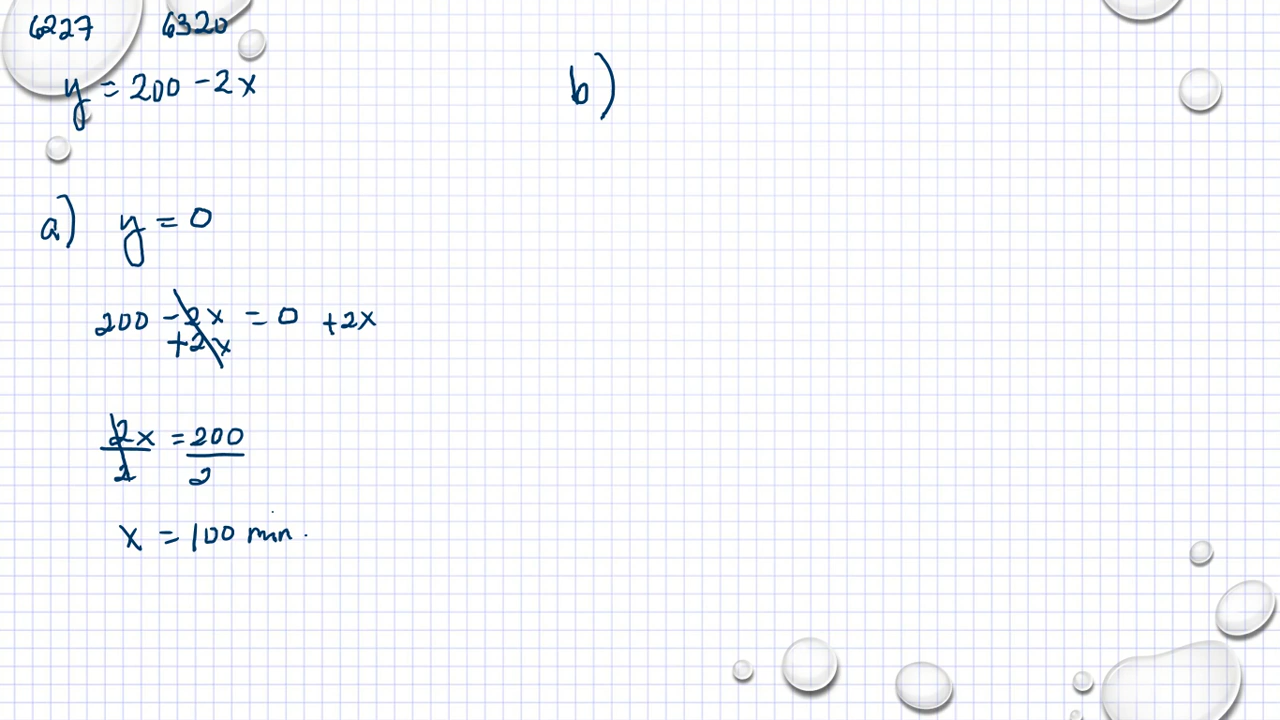 6227 6320
y = 200 - 2x
a) y = 0
200 - 2x = 0 + 2x
+ 2x
2x = 200
2 2
x = 100 min.
b)